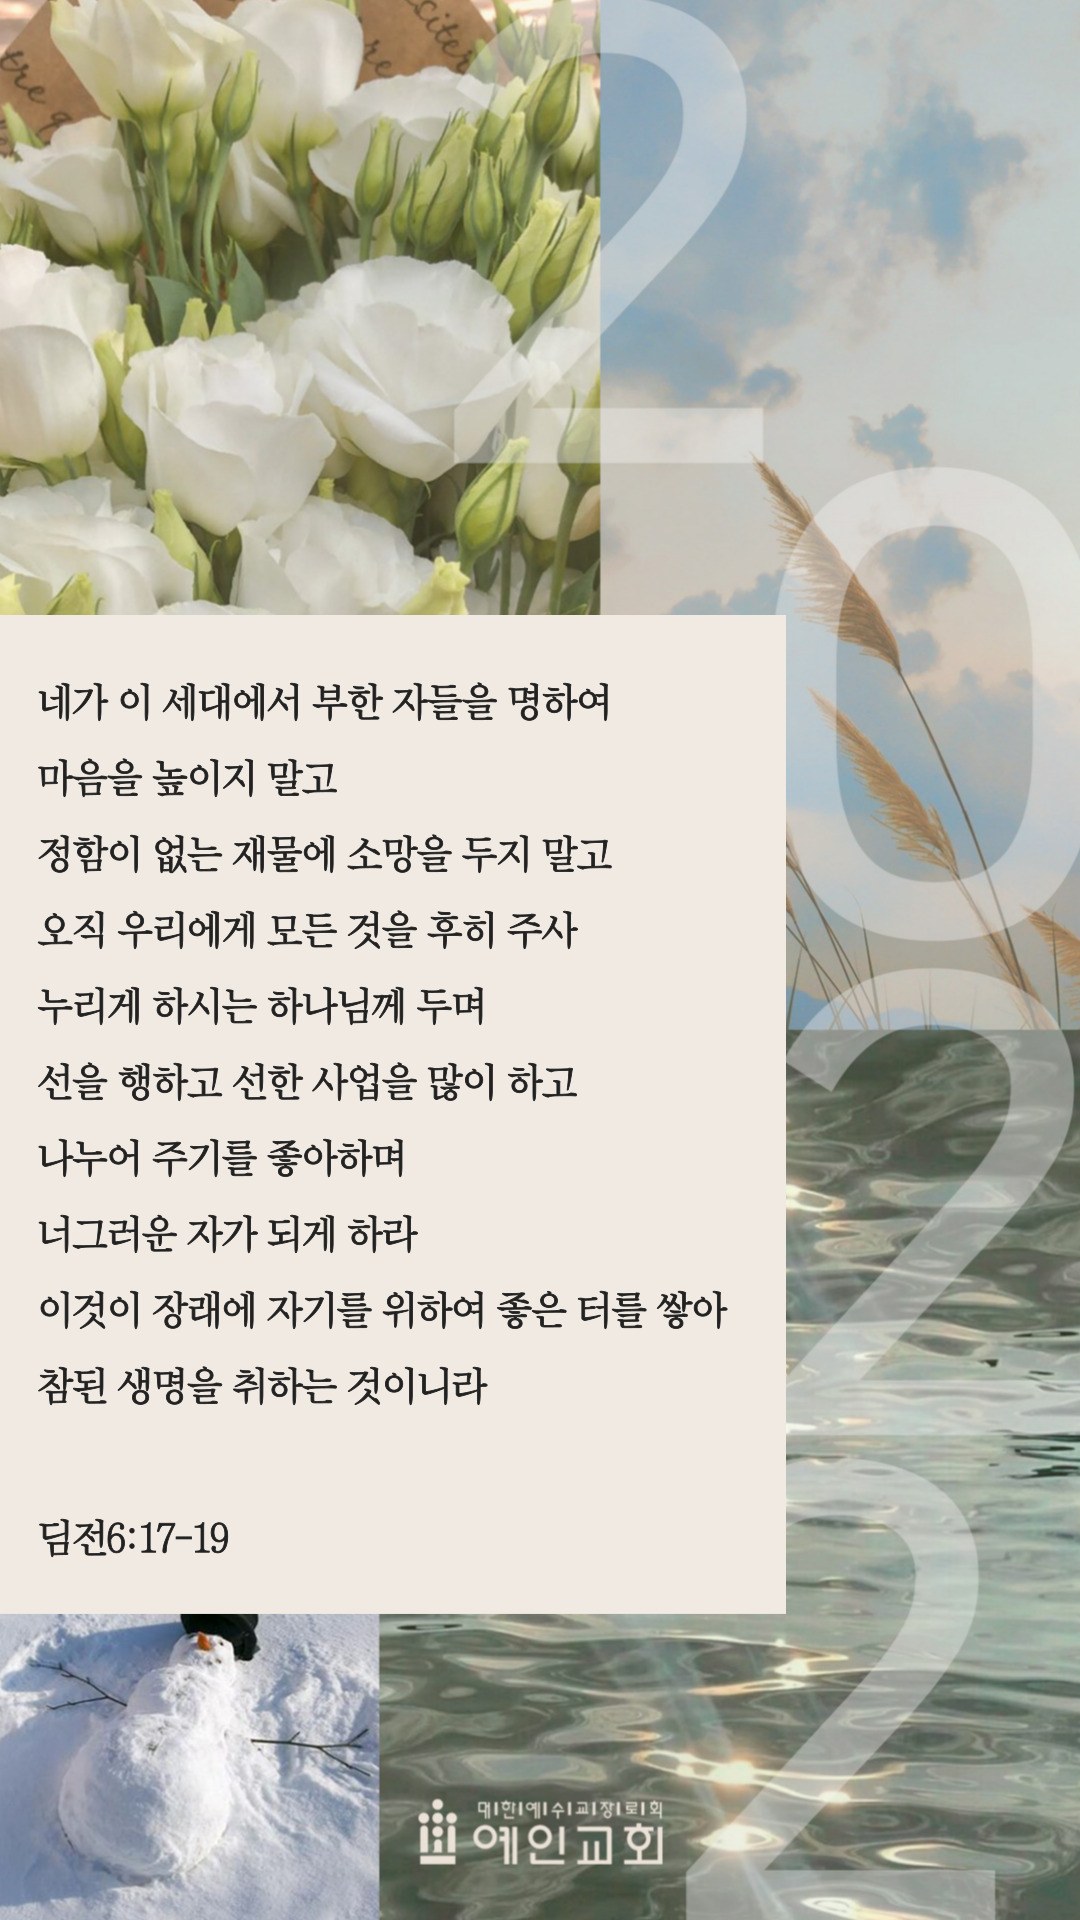 2
0
2
2
네가 이 세대에서 부한 자들을 명하여
마음을 높이지 말고
정함이 없는 재물에 소망을 두지 말고
오직 우리에게 모든 것을 후히 주사
누리게 하시는 하나님께 두며
선을 행하고 선한 사업을 많이 하고
나누어 주기를 좋아하며
너그러운 자가 되게 하라
이것이 장래에 자기를 위하여 좋은 터를 쌓아
참된 생명을 취하는 것이니라
딤전6:17-19
대한예수교장로회
예인교회